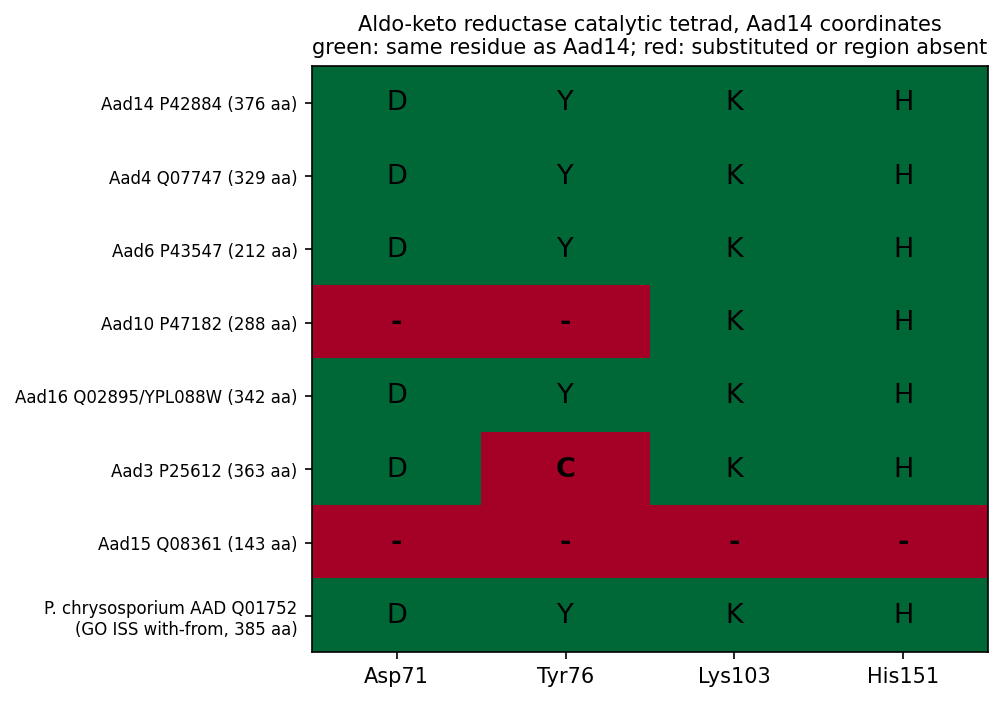 Aldo-keto reductase catalytic tetrad, Aad14 coordinates
green: same residue as Aad14; red: substituted or region absent
Aad14 P42884 (376 aa) D Y K H
Aad4 Q07747 (329 aa) D Y K H
Aad6 P43547 (212 aa) D Y K H
Aad10 P47182 (288 aa) - - K H
Aad16 Q02895/YPL088W (342 aa) D Y K H
Aad3 P25612 (363 aa) D C K H
Aad15 Q08361 (143 aa) - - - -
P. chrysosporium AAD Q01752
(GO ISS with-from, 385 aa) D Y K H
Asp71 Tyr76 Lys103 His151